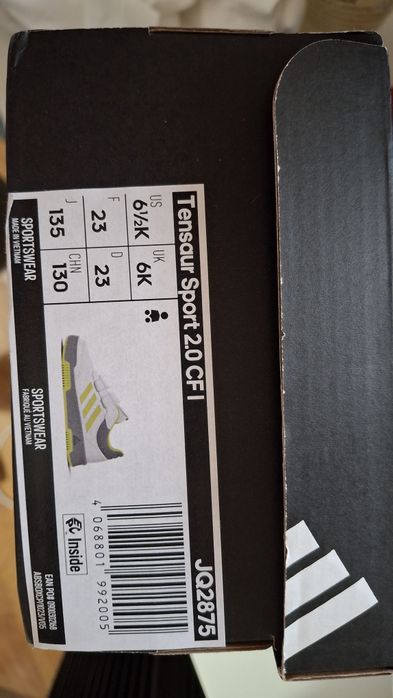 Tensaur Sport 2.0 CF I
JQ2875
US
6½K
UK
6K
F
23
D
23
J
135
CHN
130
Inside
4 068801 992005
SPORTSWEAR
MADE IN VIETNAM
SPORTSWEAR
FABRIQUE AU VIETNAM